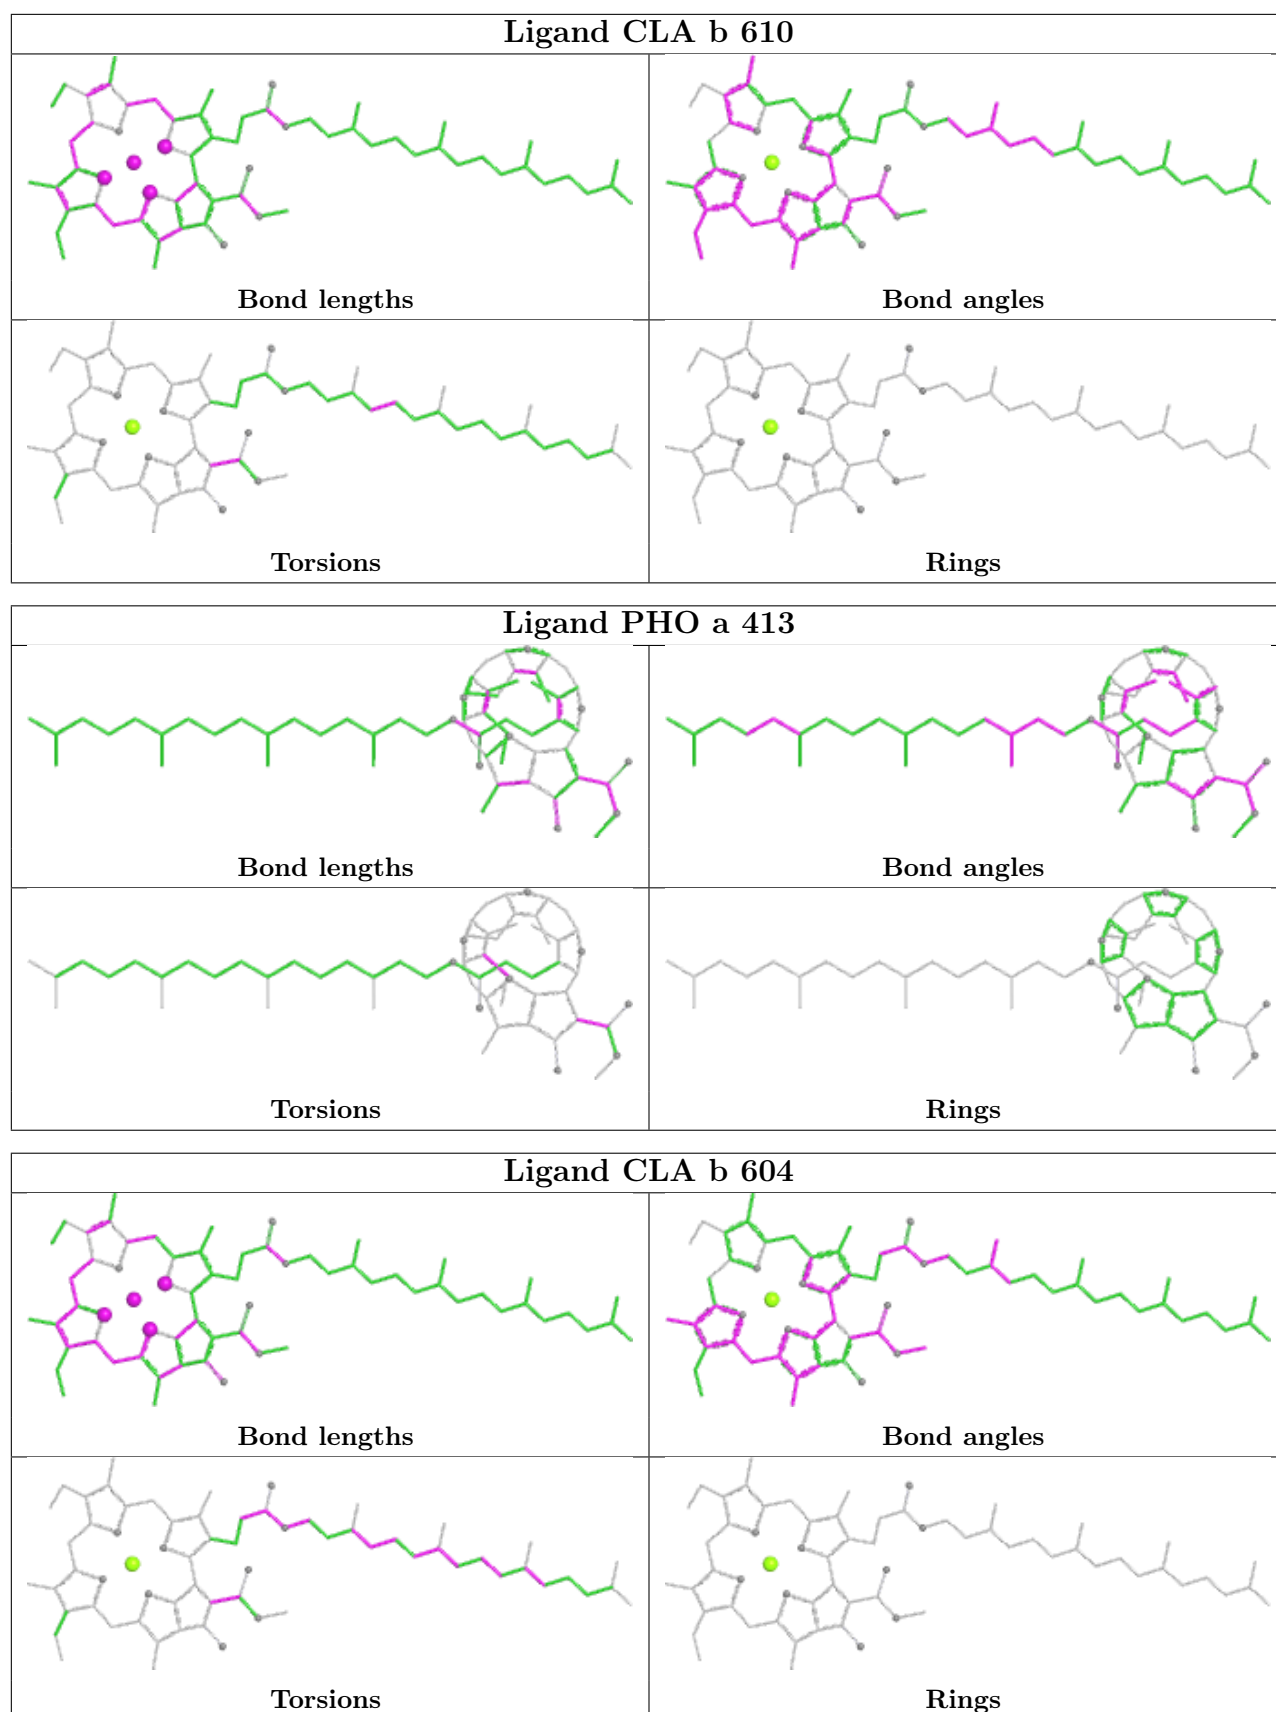 Ligand CLA b 610
Bond lengths
Bond angles
Torsions
Rings
Ligand PHO a 413
Bond lengths
Bond angles
Torsions
Rings
Ligand CLA b 604
Bond lengths
Bond angles
Torsions
Rings